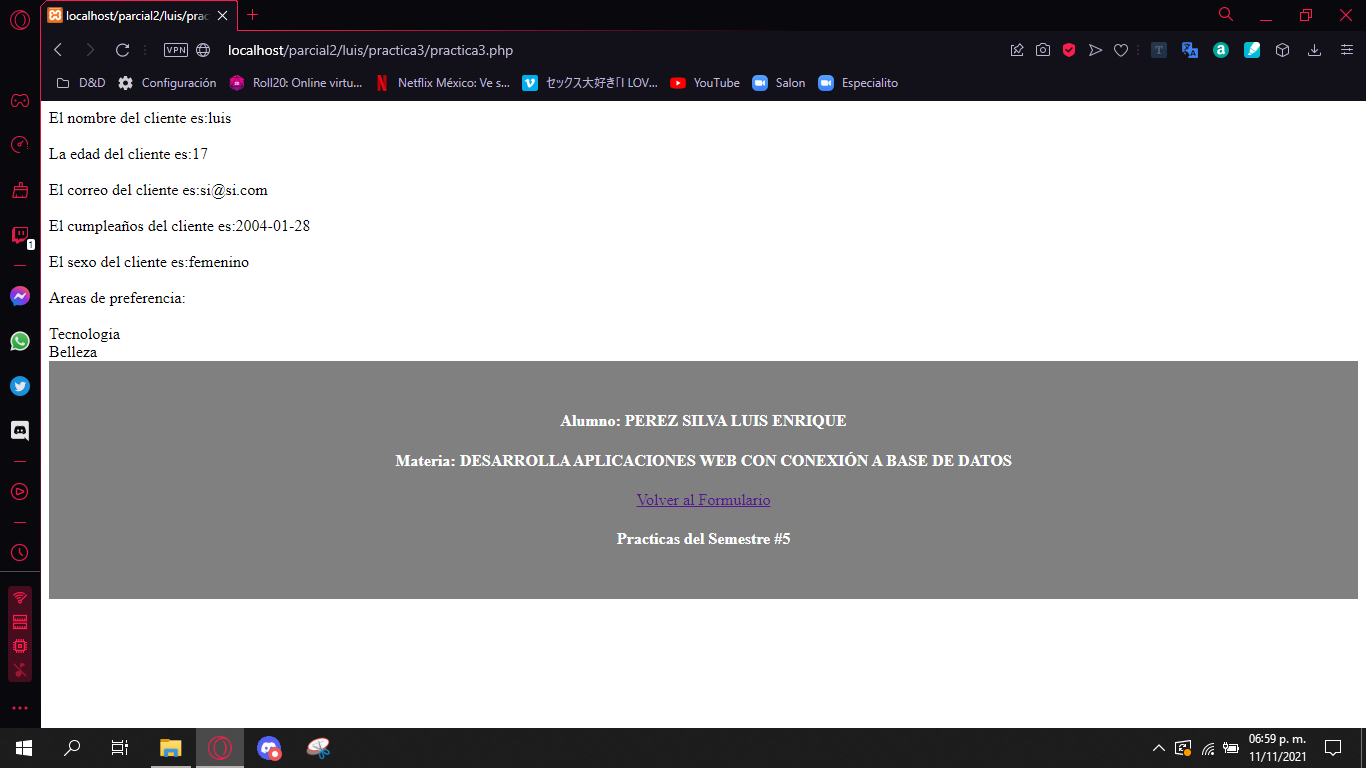 localhost/parcial2/luis/prac
VPN
localhost/parcial2/luis/practica3/practica3.php
D&D
Configuración
Roll20: Online virtu...
Netflix México: Ve s...
セックス大好き「I LOV...
YouTube
Salon
Especialito
El nombre del cliente es:luis
La edad del cliente es:17
El correo del cliente es:si@si.com
El cumpleaños del cliente es:2004-01-28
El sexo del cliente es:femenino
Areas de preferencia:
Tecnologia
Belleza
Alumno: PEREZ SILVA LUIS ENRIQUE
Materia: DESARROLLA APLICACIONES WEB CON CONEXIÓN A BASE DE DATOS
Volver al Formulario
Practicas del Semestre #5
1
06:59 p. m.
11/11/2021